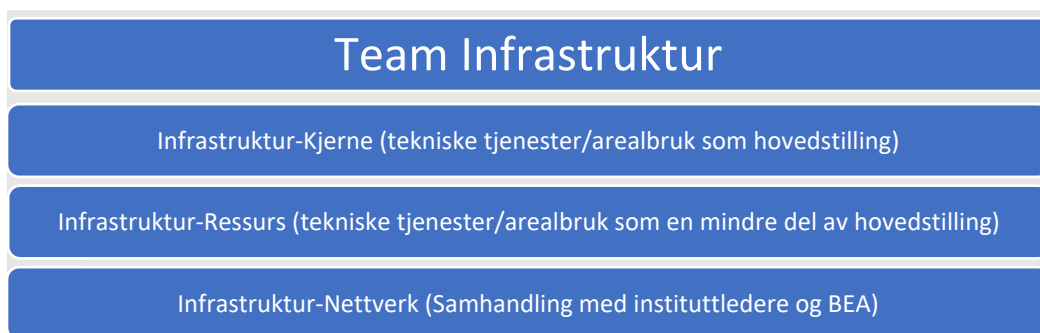 Team Infrastruktur
Infrastruktur-Kjerne (tekniske tjenester/arealbruk som hovedstilling)
Infrastruktur-Ressurs (tekniske tjenester/arealbruk som en mindre del av hovedstilling)
Infrastruktur-Nettverk (Samhandling med instituttledere og BEA)